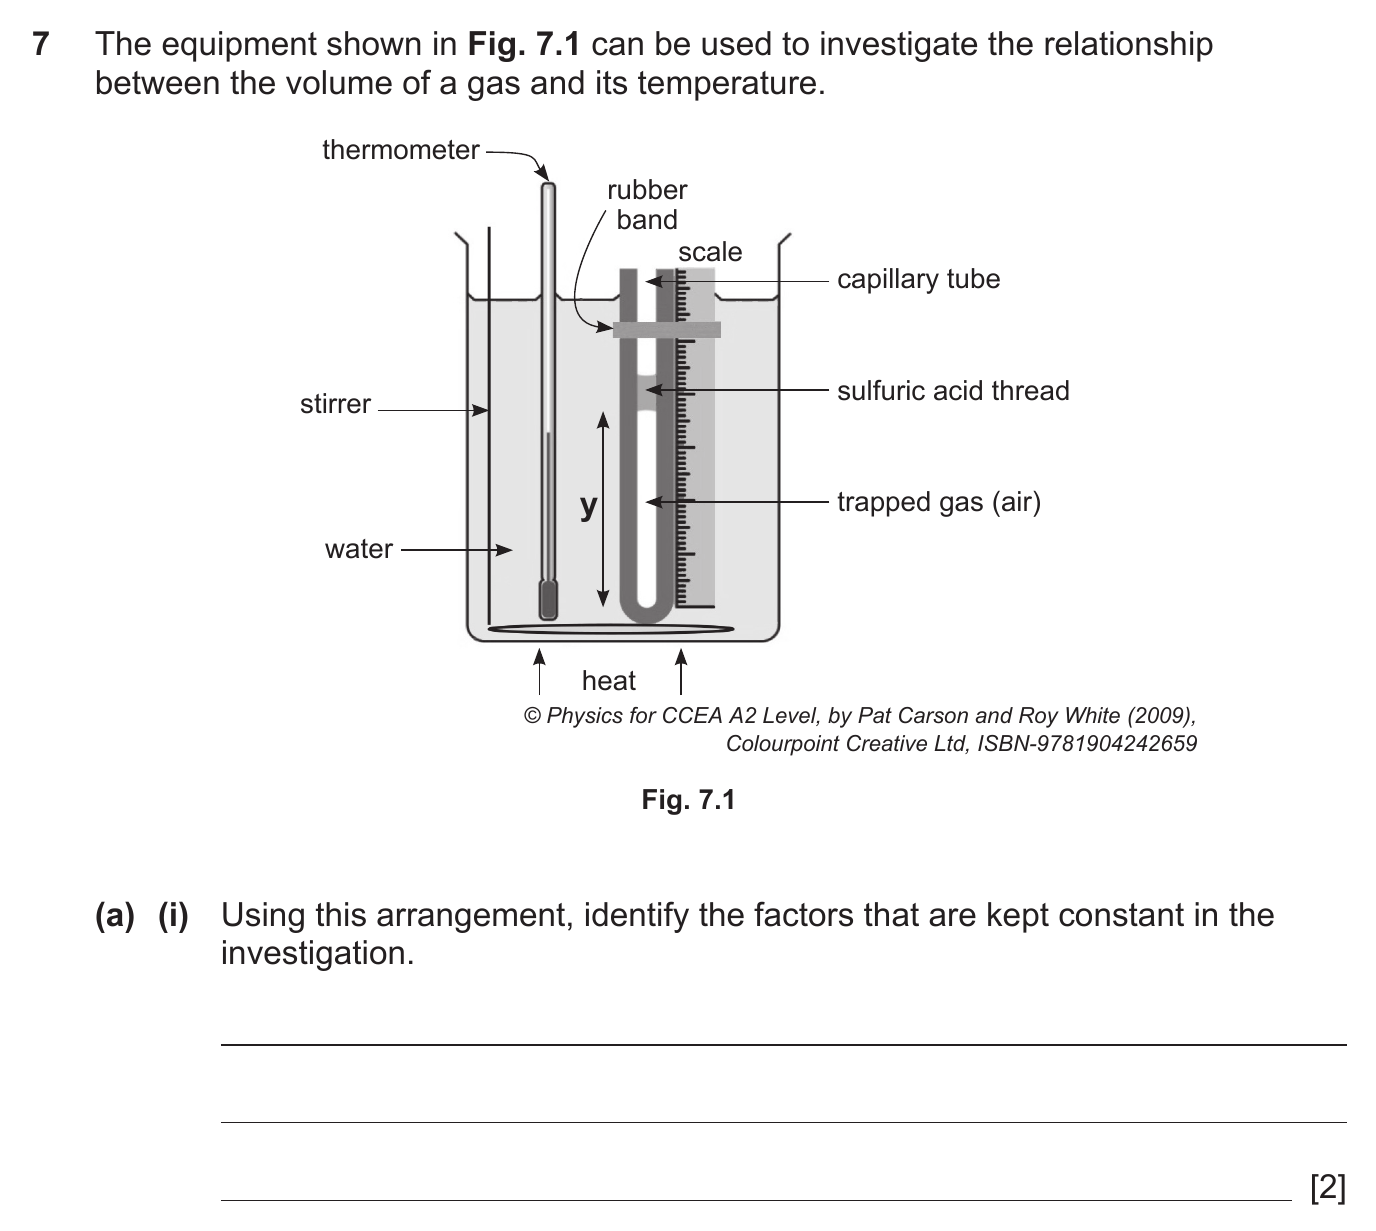 7 The equipment shown in Fig. 7.1 can be used to investigate the relationship
between the volume of a gas and its temperature.
thermometer
rubber
band
scale
capillary tube
sulfuric acid thread
stirrer
y
trapped gas (air)
water
heat
© Physics for CCEA A2 Level, by Pat Carson and Roy White (2009),
Colourpoint Creative Ltd, ISBN-9781904242659
Fig. 7.1
(a) (i) Using this arrangement, identify the factors that are kept constant in the
investigation.
[2]